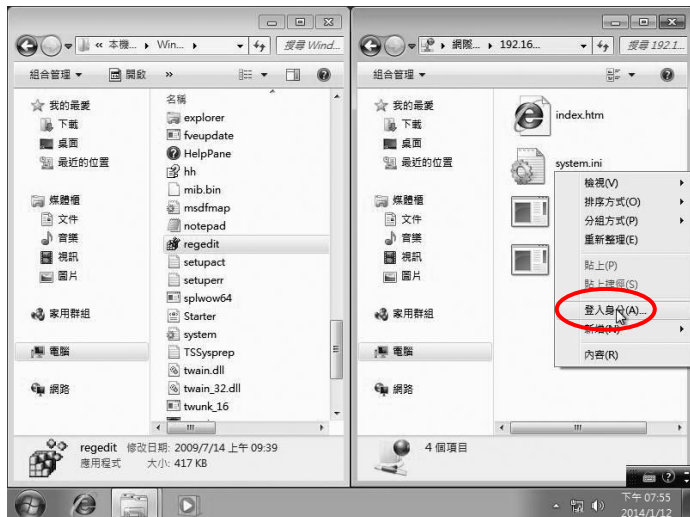 « 本機... ▸ Win... ▸
搜尋 Wind...
組合管理 ▼
開啟
»
我的最愛
下載
桌面
最近的位置
媒體櫃
文件
音樂
視訊
圖片
家用群組
電腦
網路
名稱
explorer
fveupdate
HelpPane
hh
mib.bin
msdfmap
notepad
regedit
setupact
setuperr
splwow64
Starter
system
TSSysprep
twain.dll
twain_32.dll
twunk_16
regedit 修改日期: 2009/7/14 上午 09:39
應用程式 大小: 417 KB
▸ 網際... ▸ 192.16...
搜尋 192.1...
組合管理 ▼
我的最愛
下載
桌面
最近的位置
媒體櫃
文件
音樂
視訊
圖片
家用群組
電腦
網路
index.htm
system.ini
檢視(V)
排序方式(O)
分組方式(P)
重新整理(E)
貼上(P)
貼上捷徑(S)
登入身分(A)...
新增(N)
內容(R)
4 個項目
下午 07:55
2014/1/12